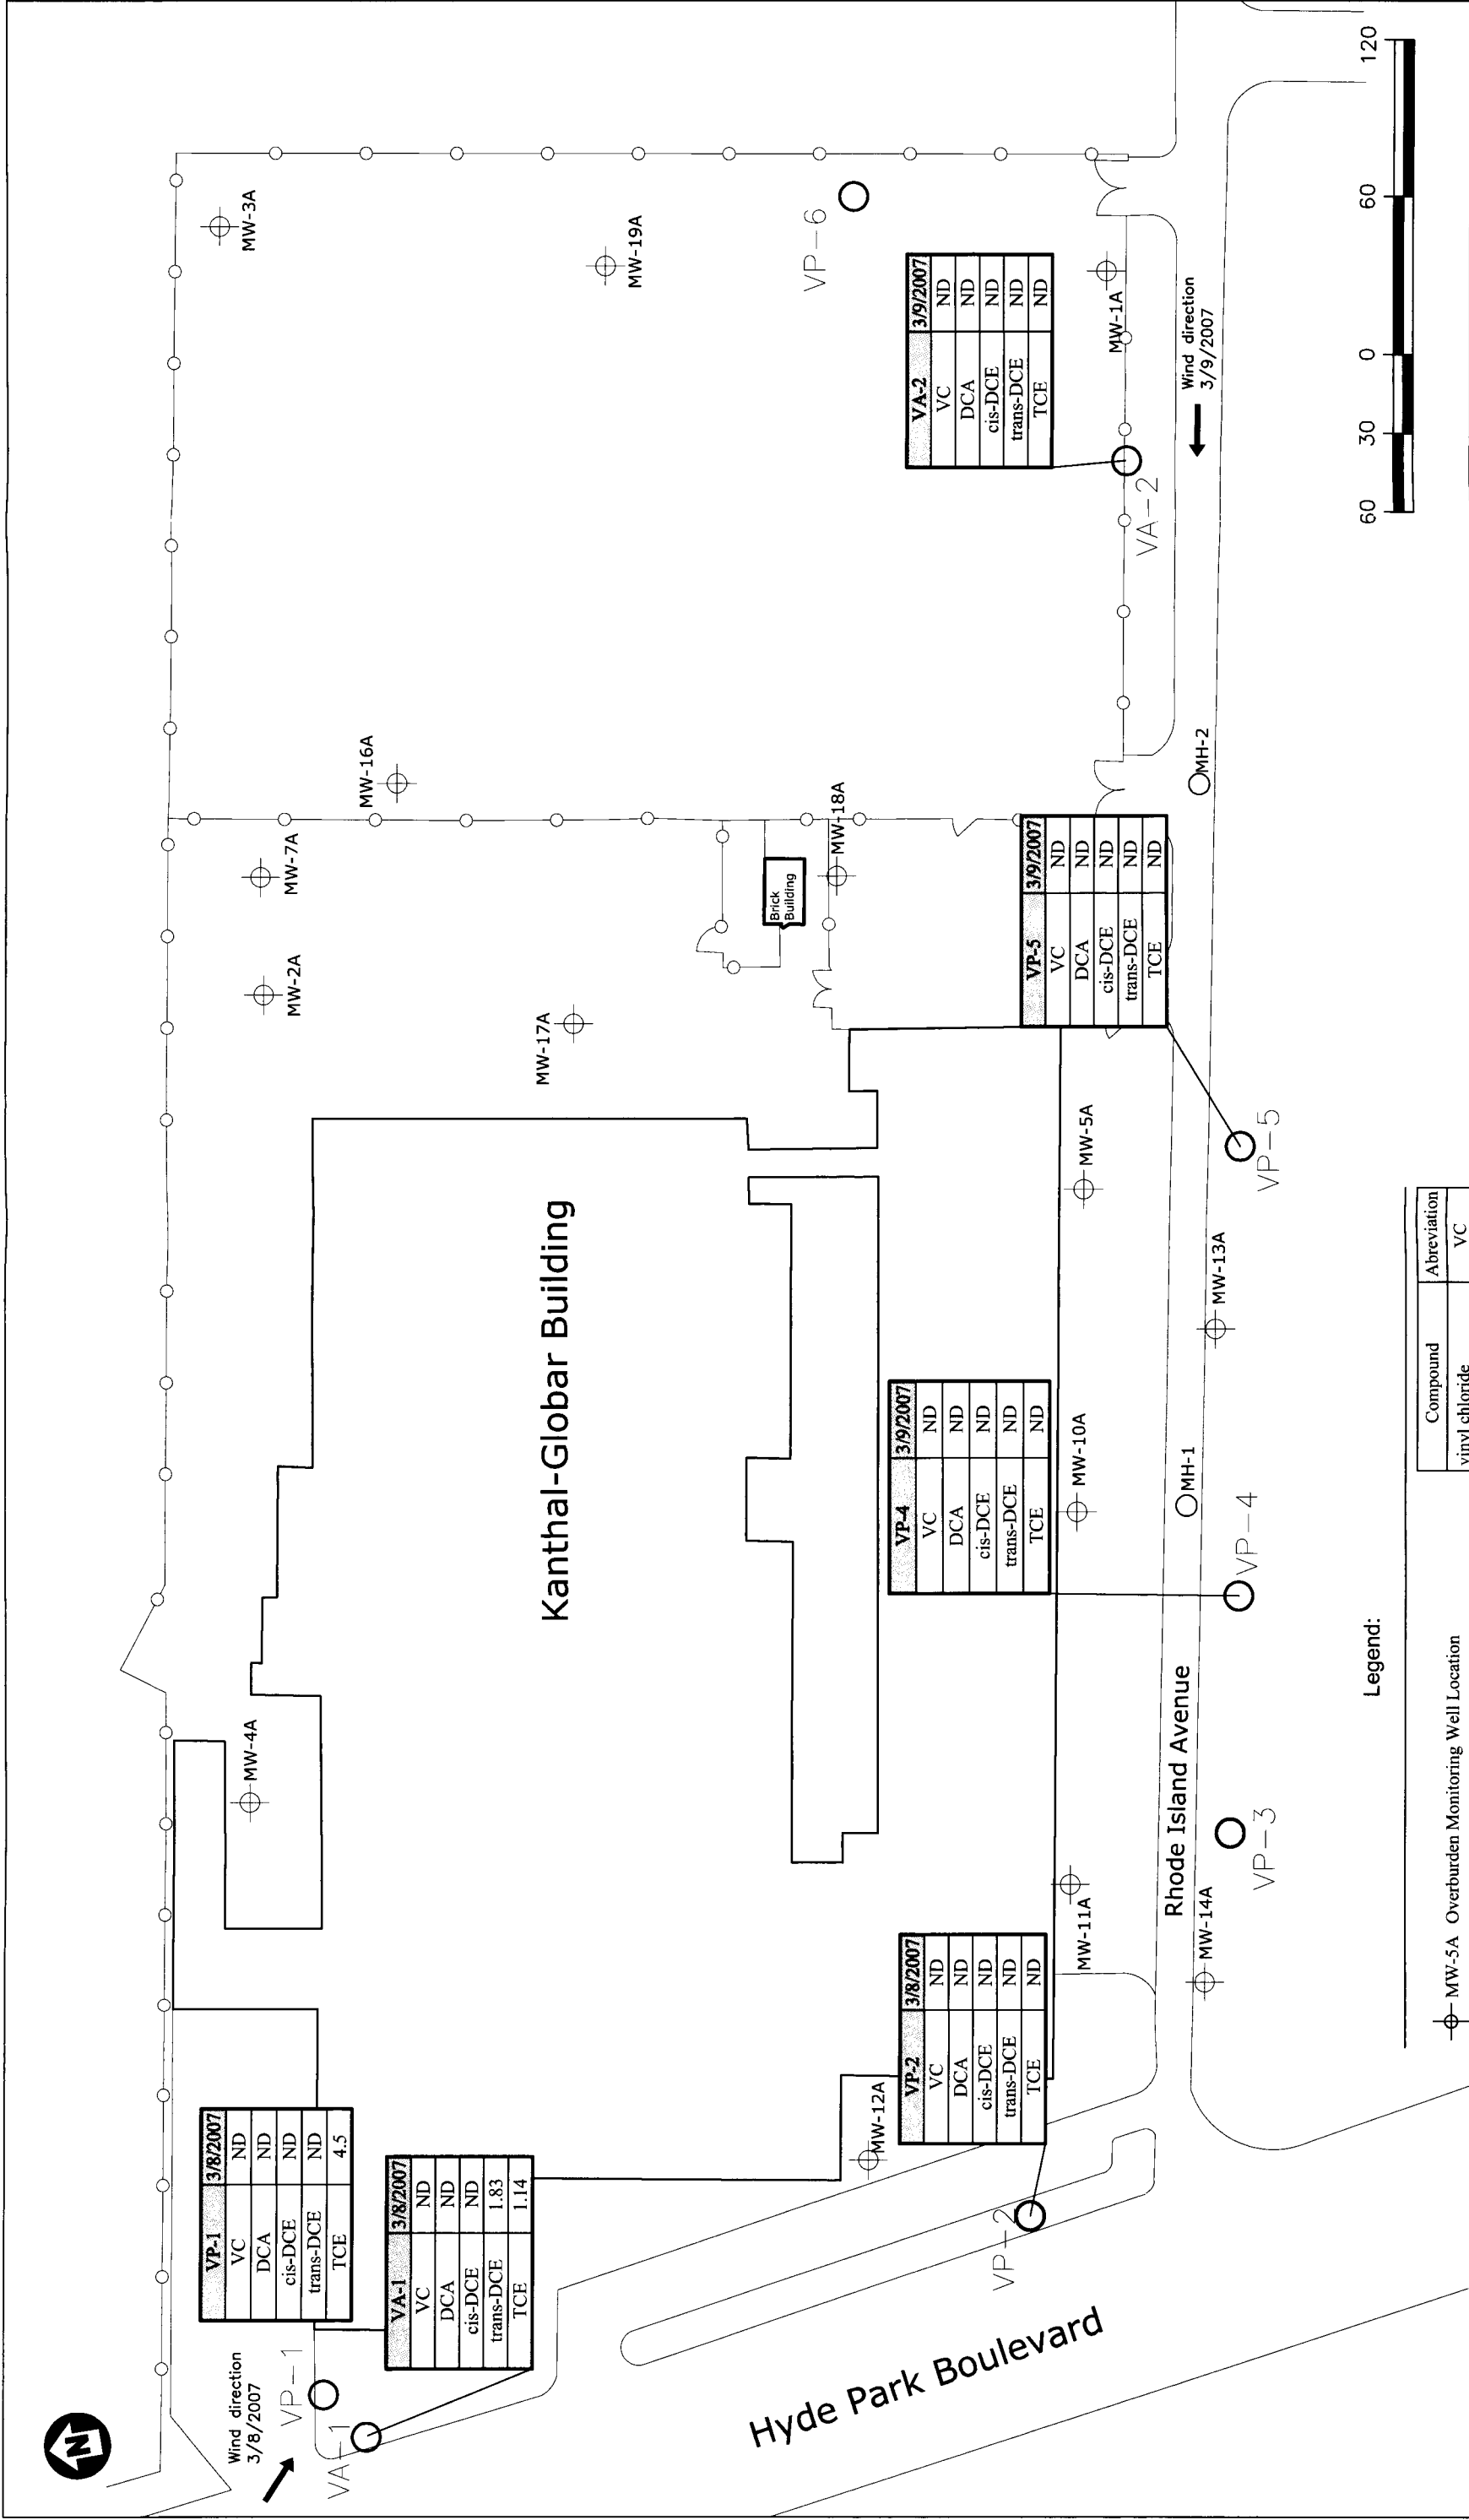 N
Wind direction
3/8/2007
VP-1
VA-1
VP-1 3/8/2007
VC ND
DCA ND
cis-DCE ND
trans-DCE ND
TCE 4.5
VA-1 3/8/2007
VC ND
DCA ND
cis-DCE ND
trans-DCE 1.83
TCE 1.14
MW-4A
MW-2A
MW-7A
MW-16A
MW-3A
MW-19A
MW-17A
Kanthal-Globar Building
Brick
Building
MW-18A
VP-6
VA-2 3/9/2007
VC ND
DCA ND
cis-DCE ND
trans-DCE ND
TCE ND
MW-1A
VA-2
Wind direction
3/9/2007
MW-12A
VP-2 3/8/2007
VC ND
DCA ND
cis-DCE ND
trans-DCE ND
TCE ND
VP-2
VP-4 3/9/2007
VC ND
DCA ND
cis-DCE ND
trans-DCE ND
TCE ND
VP-5 3/9/2007
VC ND
DCA ND
cis-DCE ND
trans-DCE ND
TCE ND
MW-11A
MW-10A
MW-5A
MH-2
Hyde Park Boulevard
Rhode Island Avenue
MH-1
MW-14A
MW-13A
VP-3
VP-4
VP-5
60 30 0 60 120
Legend:
MW-5A Overburden Monitoring Well Location
Compound Abreviation
vinyl chloride VC